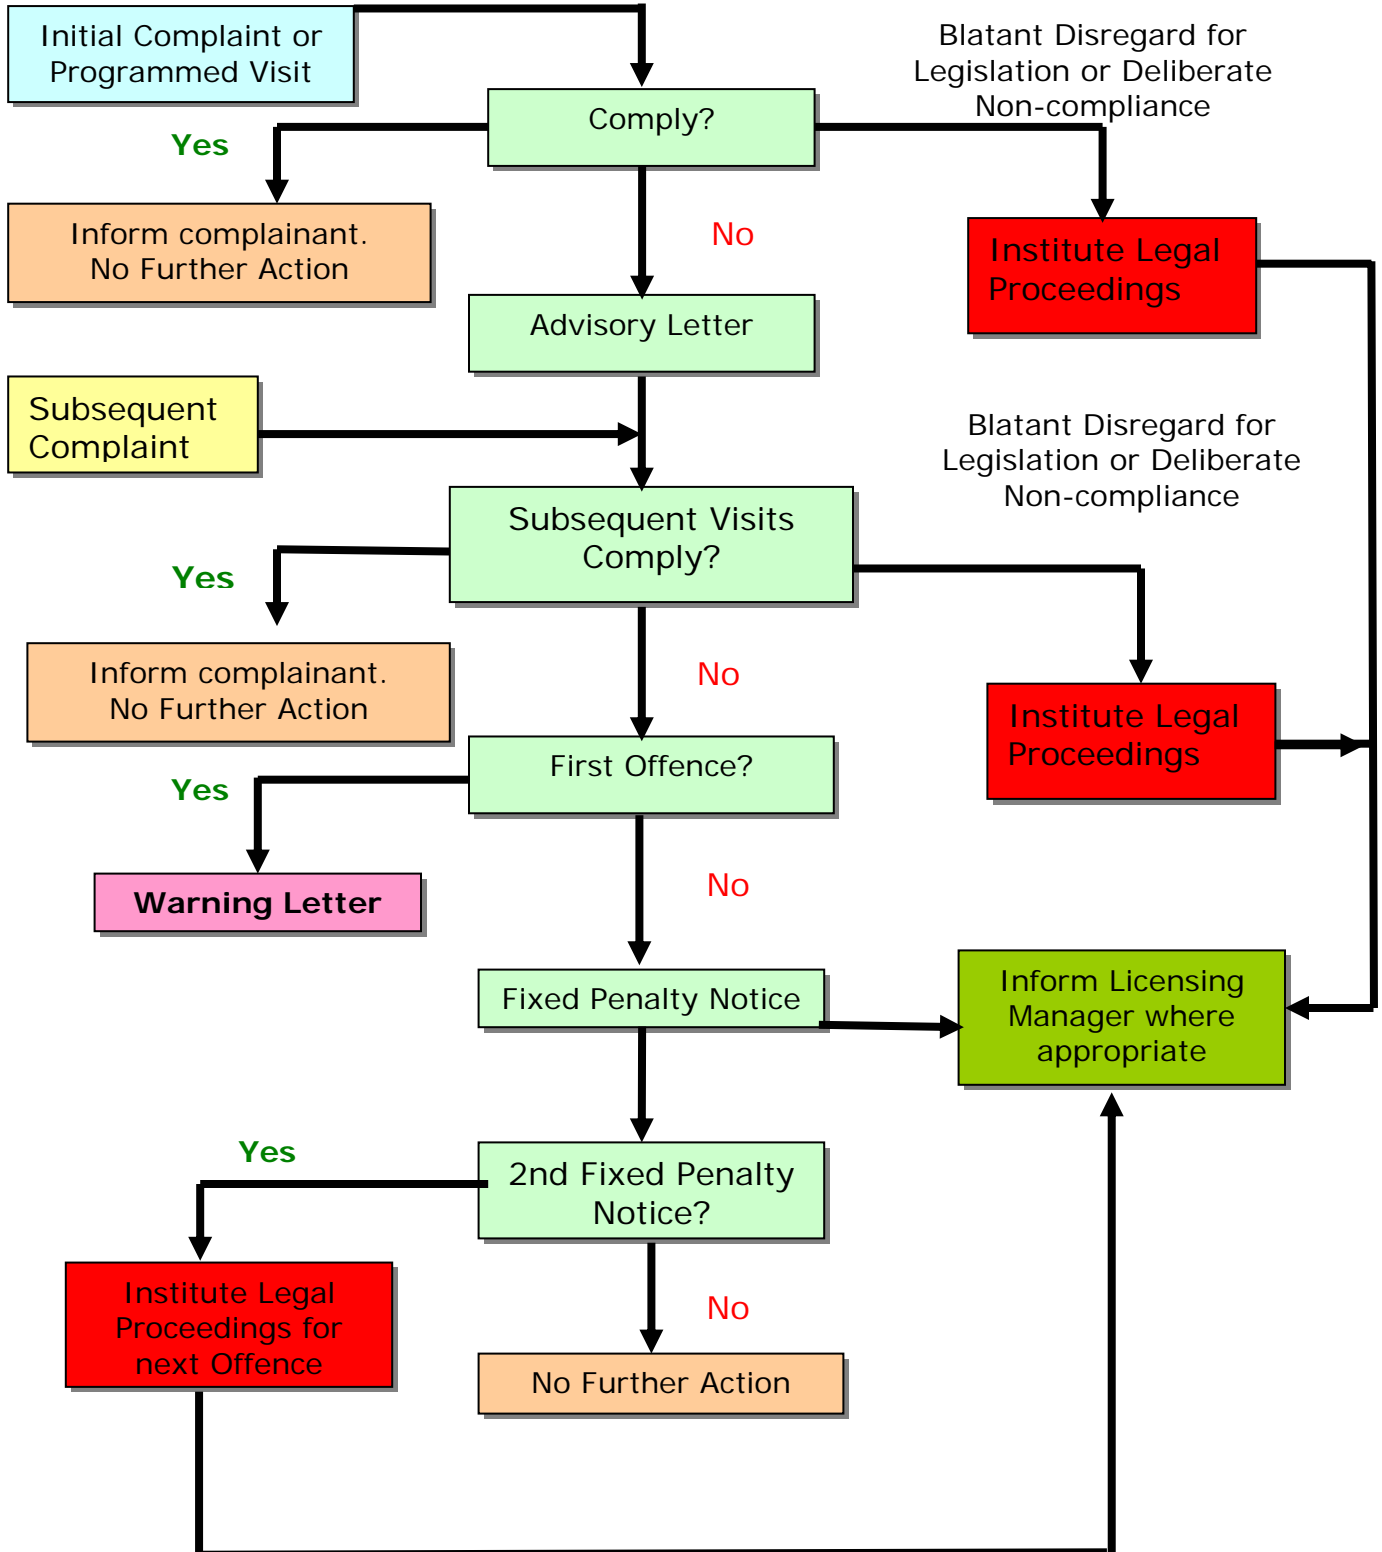 Initial Complaint or
Programmed Visit
Blatant Disregard for
Legislation or Deliberate
Non-compliance
Comply?
Yes
Inform complainant.
No Further Action
No
Institute Legal
Proceedings
Advisory Letter
Subsequent
Complaint
Blatant Disregard for
Legislation or Deliberate
Non-compliance
Subsequent Visits
Comply?
Yes
Inform complainant.
No Further Action
No
Institute Legal
Proceedings
First Offence?
Yes
Warning Letter
No
Fixed Penalty Notice
Inform Licensing
Manager where
appropriate
Yes
2nd Fixed Penalty
Notice?
Institute Legal
Proceedings for
next Offence
No
No Further Action